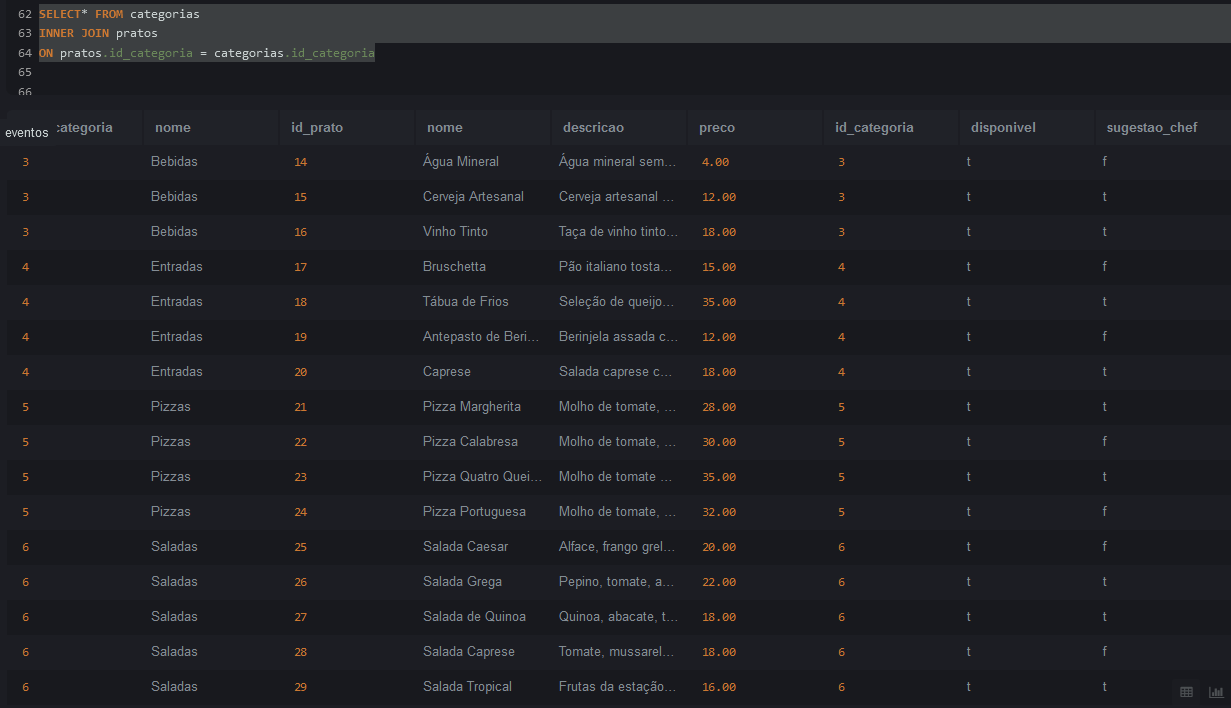 62 SELECT* FROM categorias
63 INNER JOIN pratos
64 ON pratos.id_categoria = categorias.id_categoria
65
66
eventos categoria nome id_prato nome descricao preco id_categoria disponivel sugestao_chef
3 Bebidas 14 Água Mineral Água mineral sem... 4.00 3 t f
3 Bebidas 15 Cerveja Artesanal Cerveja artesanal ... 12.00 3 t t
3 Bebidas 16 Vinho Tinto Taça de vinho tinto... 18.00 3 t t
4 Entradas 17 Bruschetta Pão italiano tosta... 15.00 4 t f
4 Entradas 18 Tábua de Frios Seleção de queijo... 35.00 4 t t
4 Entradas 19 Antepasto de Beri... Berinjela assada c... 12.00 4 t f
4 Entradas 20 Caprese Salada caprese c... 18.00 4 t t
5 Pizzas 21 Pizza Margherita Molho de tomate, ... 28.00 5 t t
5 Pizzas 22 Pizza Calabresa Molho de tomate, ... 30.00 5 t f
5 Pizzas 23 Pizza Quatro Quei... Molho de tomate ... 35.00 5 t t
5 Pizzas 24 Pizza Portuguesa Molho de tomate, ... 32.00 5 t f
6 Saladas 25 Salada Caesar Alface, frango grel... 20.00 6 t f
6 Saladas 26 Salada Grega Pepino, tomate, a... 22.00 6 t t
6 Saladas 27 Salada de Quinoa Quinoa, abacate, t... 18.00 6 t t
6 Saladas 28 Salada Caprese Tomate, mussarel... 18.00 6 t f
6 Saladas 29 Salada Tropical Frutas da estação... 16.00 6 t t